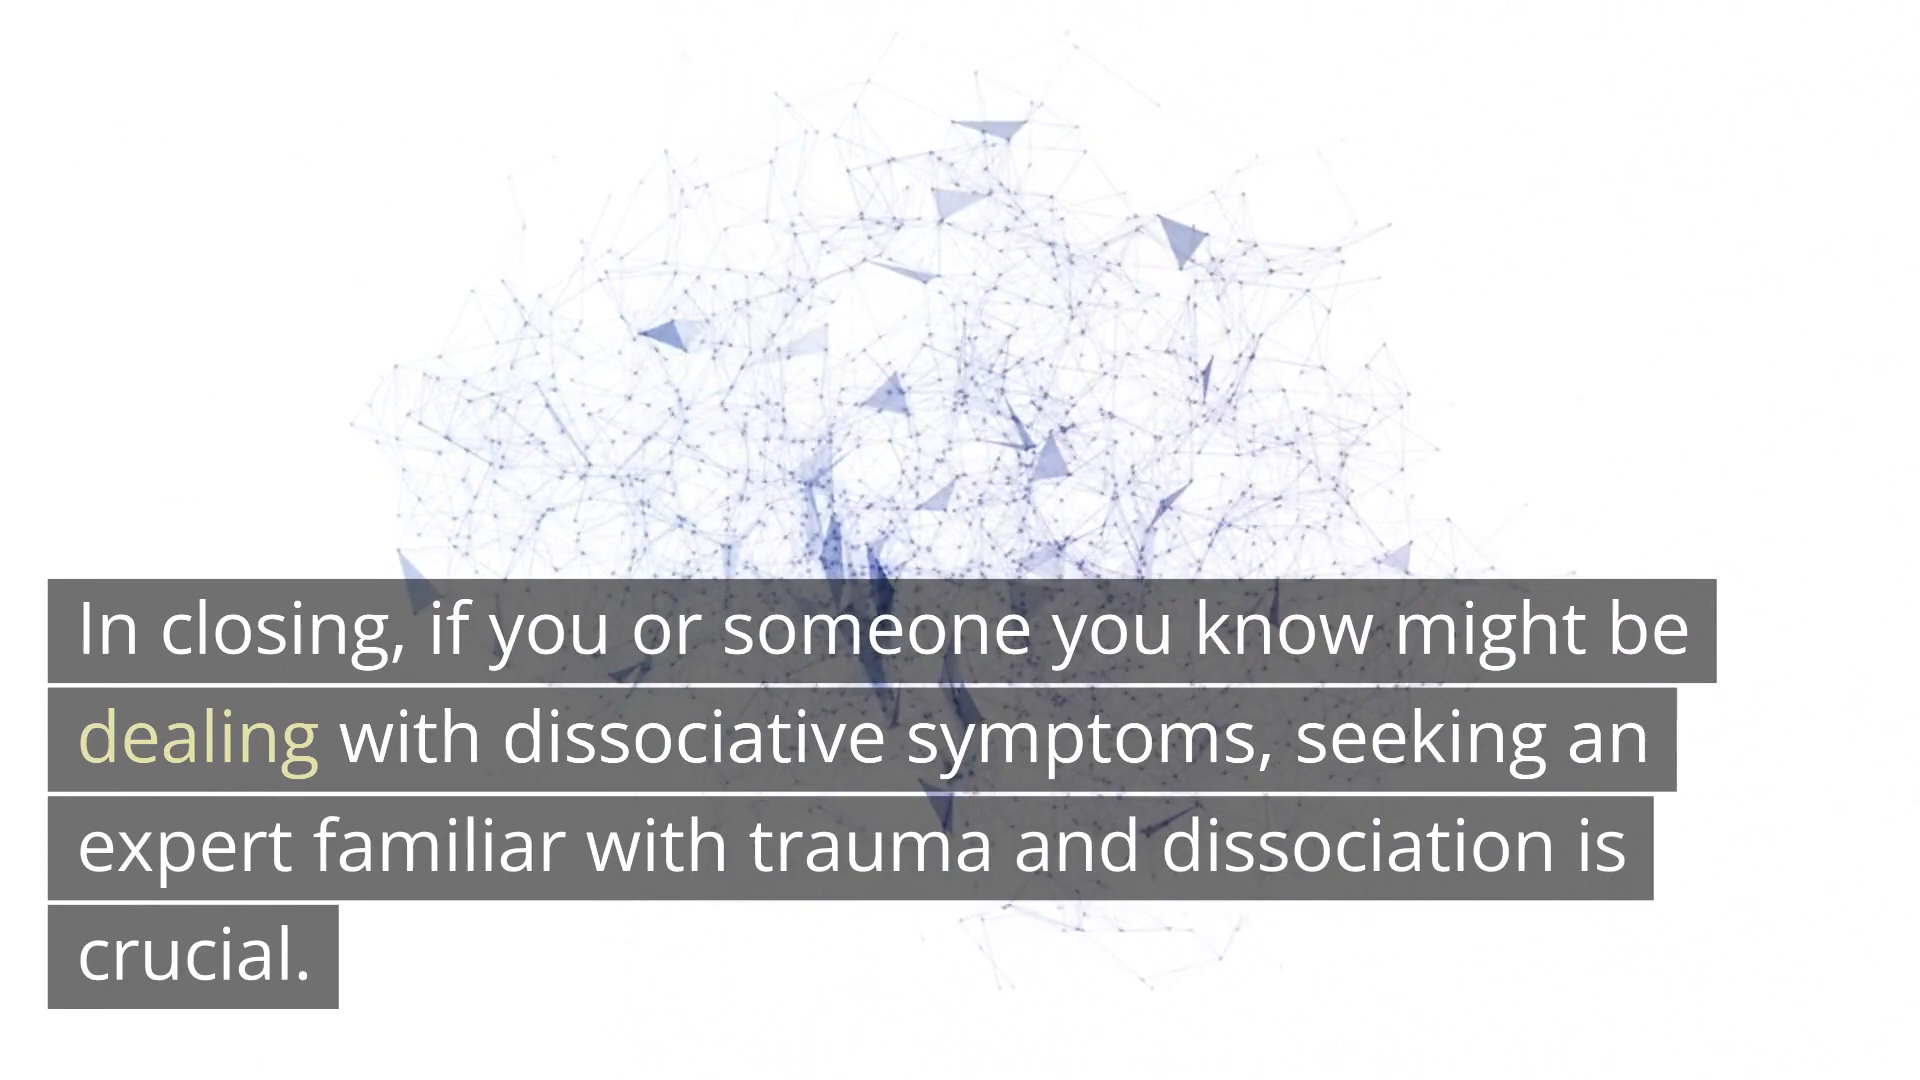 In closing, if you or someone you know might be
dealing with dissociative symptoms, seeking an
expert familiar with trauma and dissociation is
crucial.